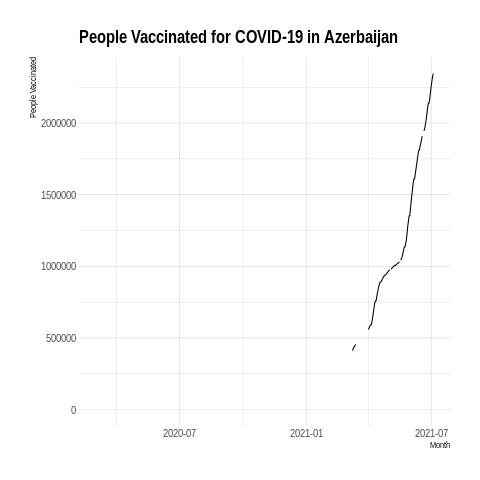 People Vaccinated for COVID-19 in Azerbaijan
People Vaccinated
2000000
1500000
1000000
500000
0
2020-07
2021-01
2021-07
Month